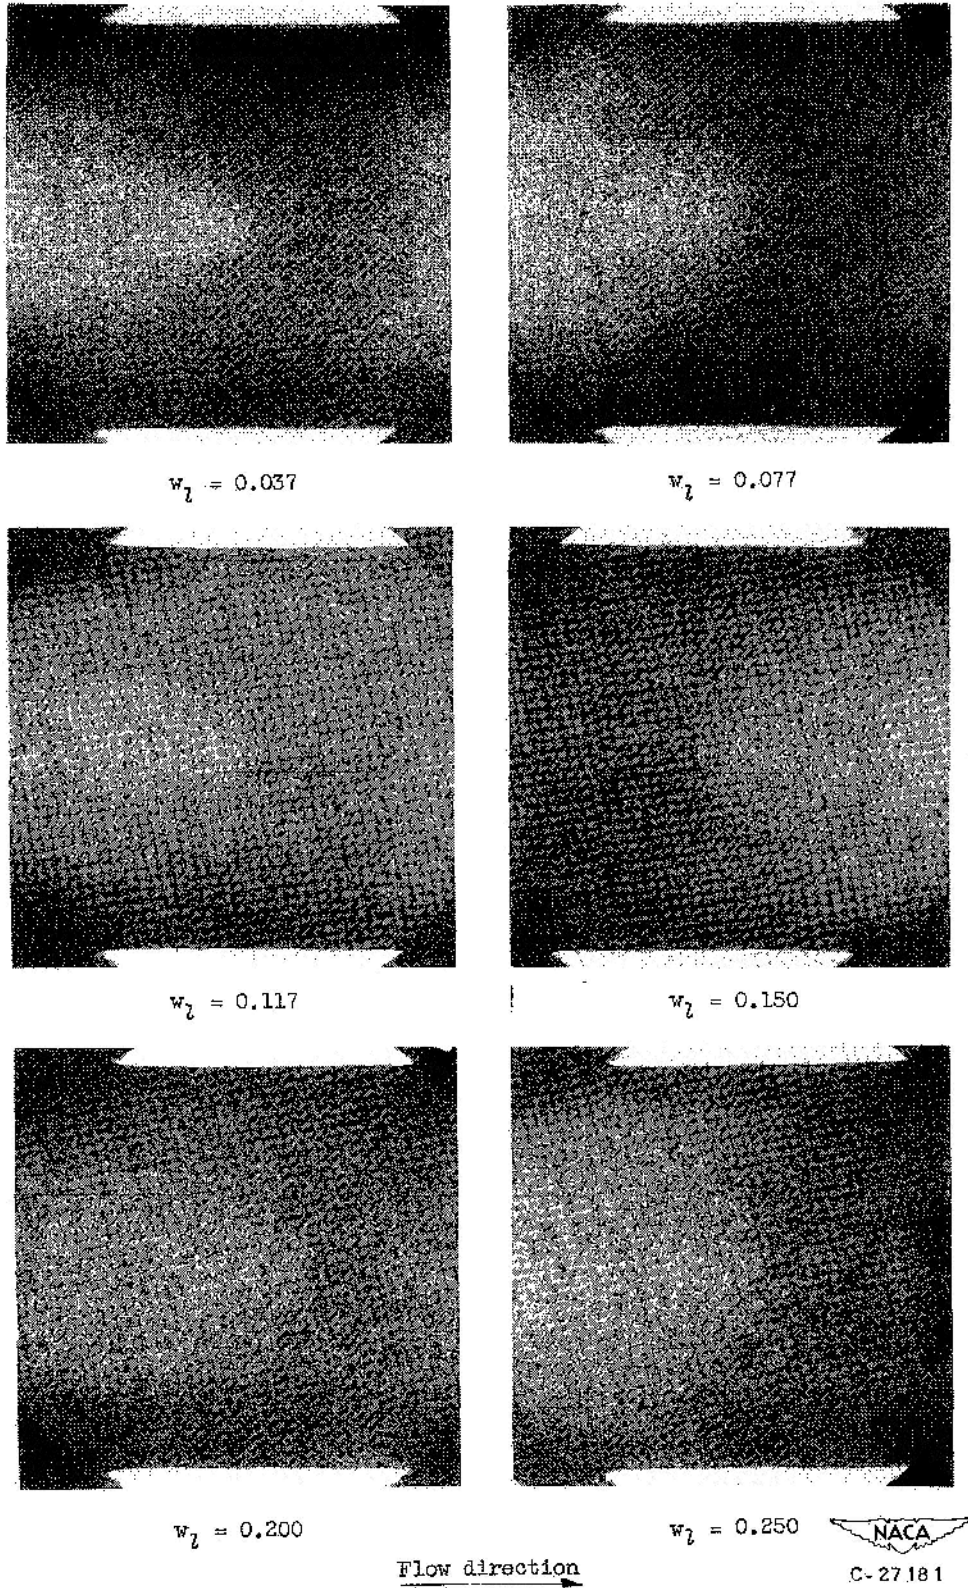 w_l = 0.037
w_l = 0.077
w_l = 0.117
w_l = 0.150
w_l = 0.200
w_l = 0.250
NACA
C-27181
Flow direction